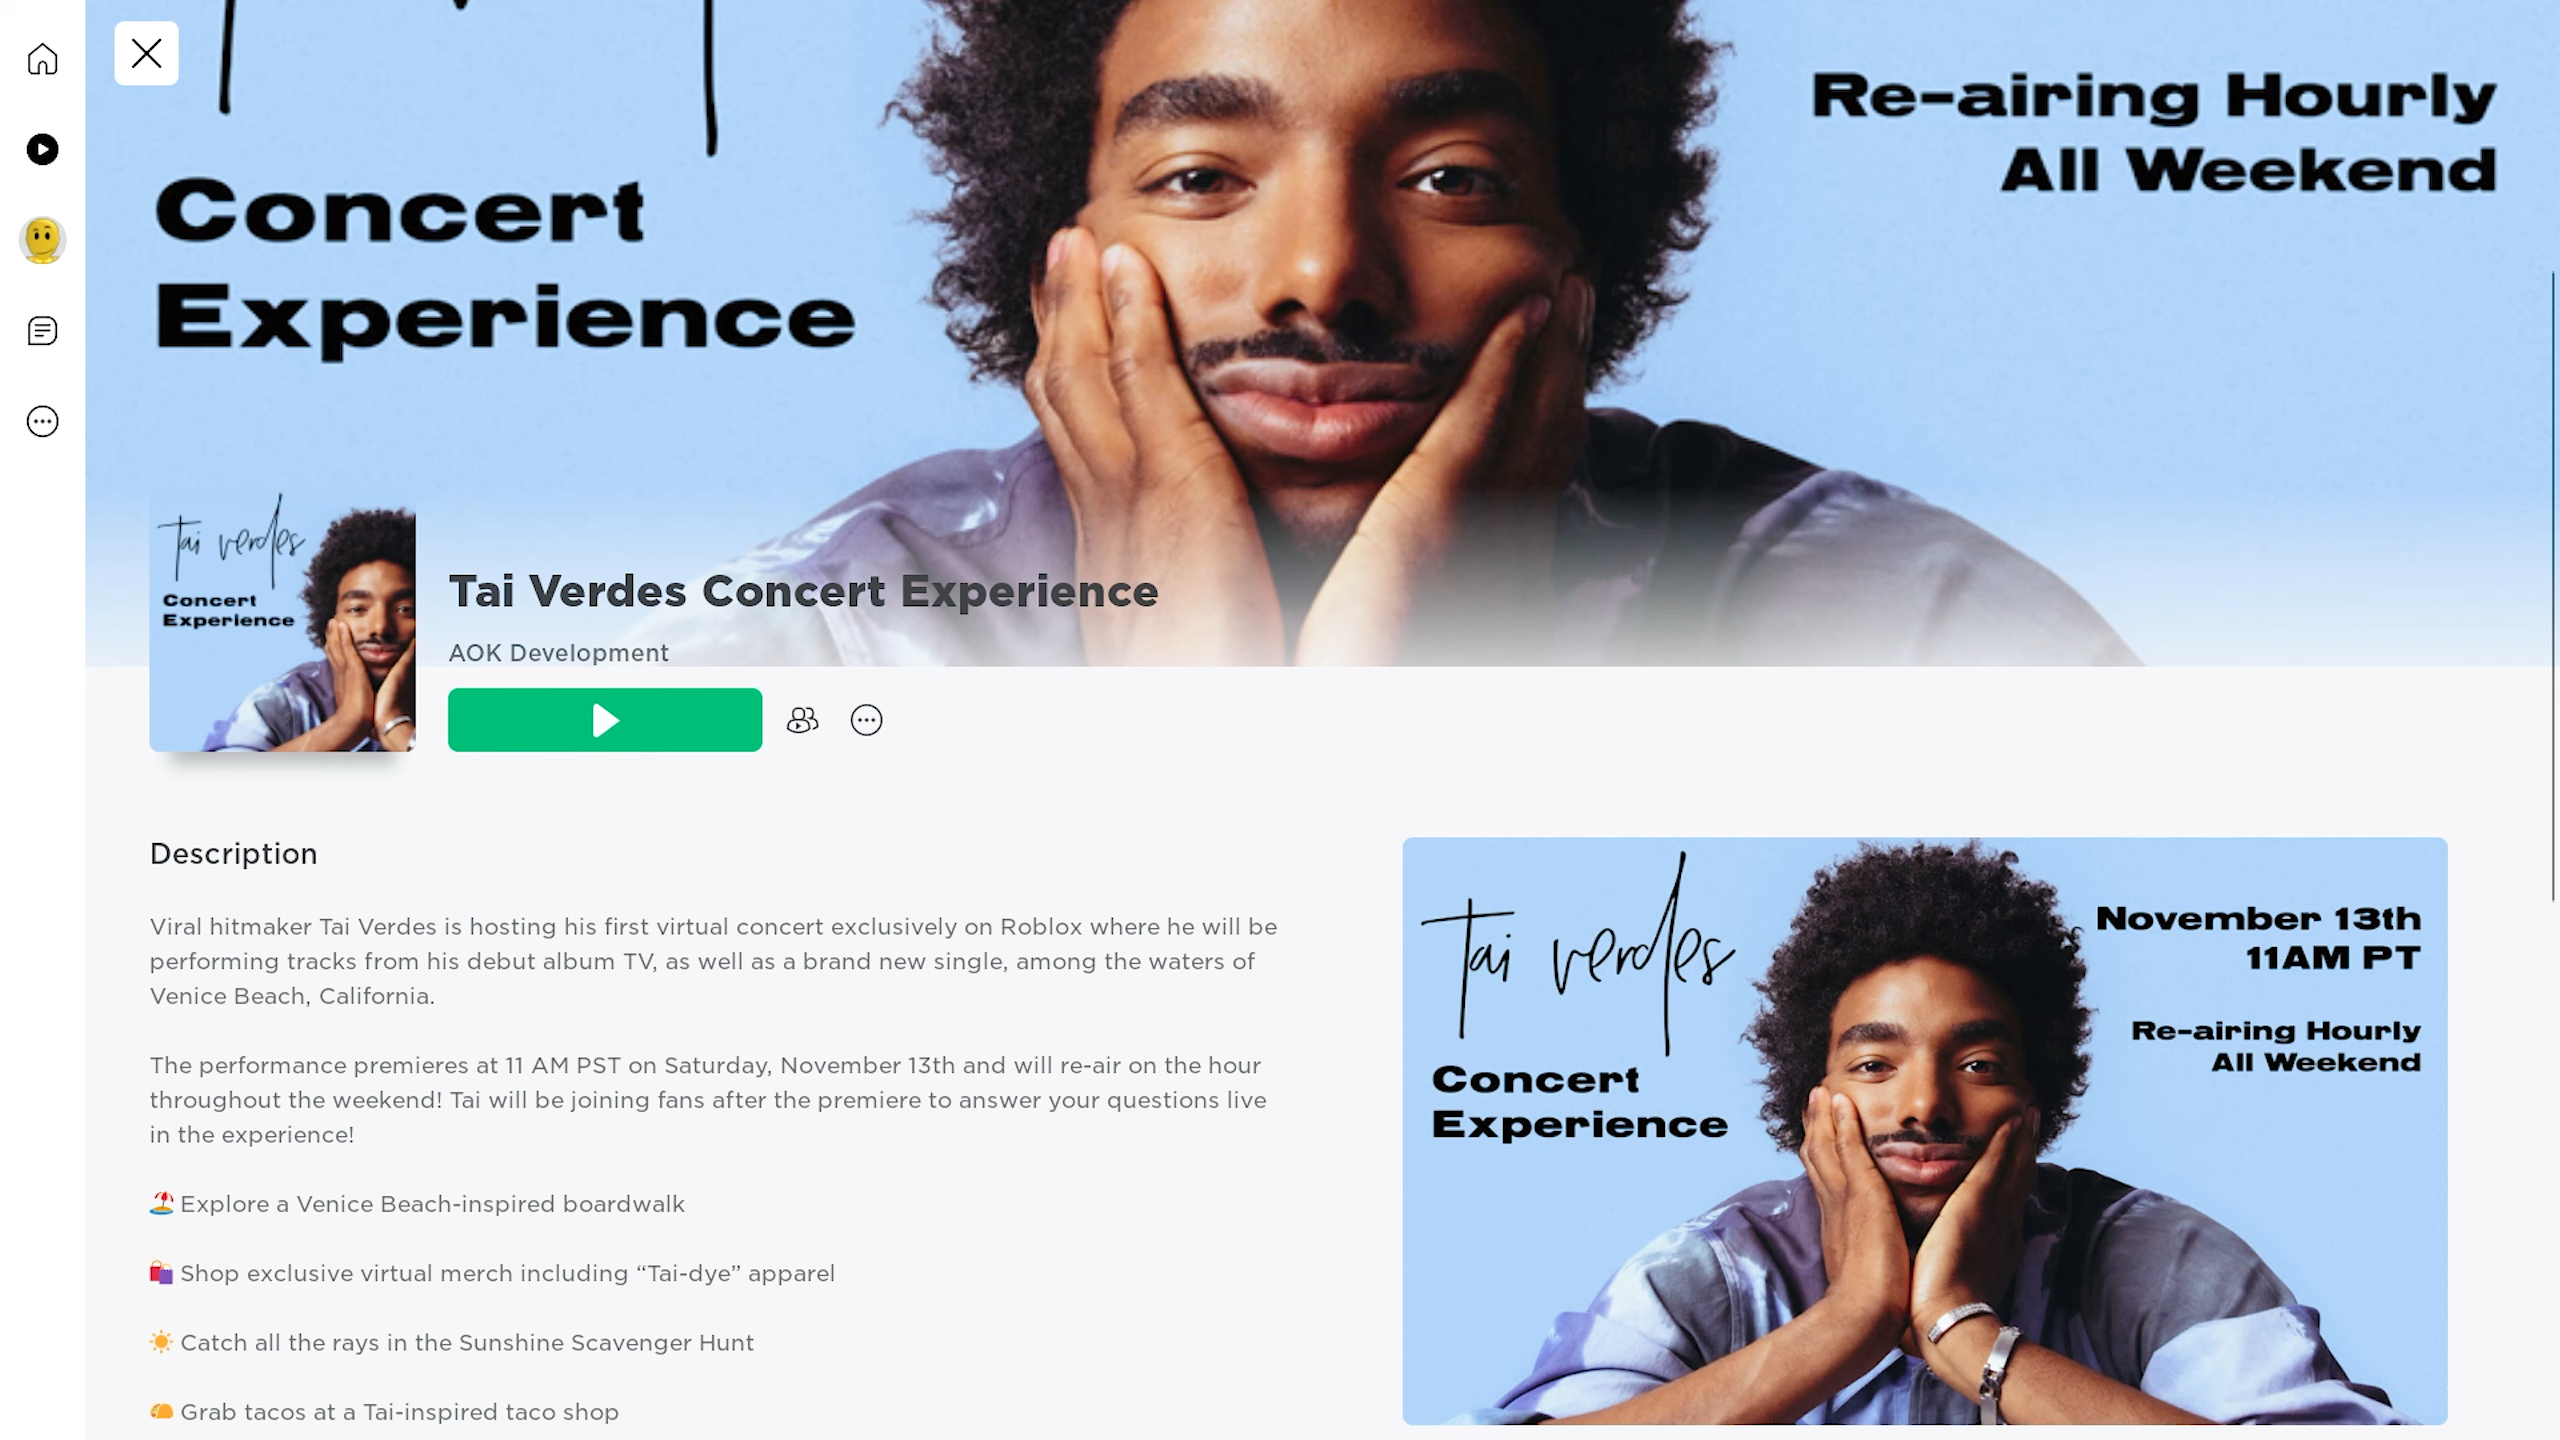 Concert
Experience
Re-airing Hourly
All Weekend
tai verdes
Concert
Experience
Tai Verdes Concert Experience
AOK Development
Description
Viral hitmaker Tai Verdes is hosting his first virtual concert exclusively on Roblox where he will be
performing tracks from his debut album TV, as well as a brand new single, among the waters of
Venice Beach, California.
The performance premieres at 11 AM PST on Saturday, November 13th and will re-air on the hour
throughout the weekend! Tai will be joining fans after the premiere to answer your questions live
in the experience!
🏖️ Explore a Venice Beach-inspired boardwalk
🛍️ Shop exclusive virtual merch including “Tai-dye” apparel
☀️ Catch all the rays in the Sunshine Scavenger Hunt
🌮 Grab tacos at a Tai-inspired taco shop
tai verdes
Concert
Experience
November 13th
11AM PT
Re-airing Hourly
All Weekend